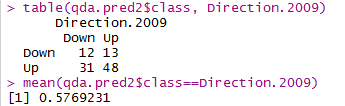 > table(qda.pred2$class, Direction.2009)
Direction.2009
Down Up
Down 12 13
Up 31 48
> mean(qda.pred2$class==Direction.2009)
[1] 0.5769231